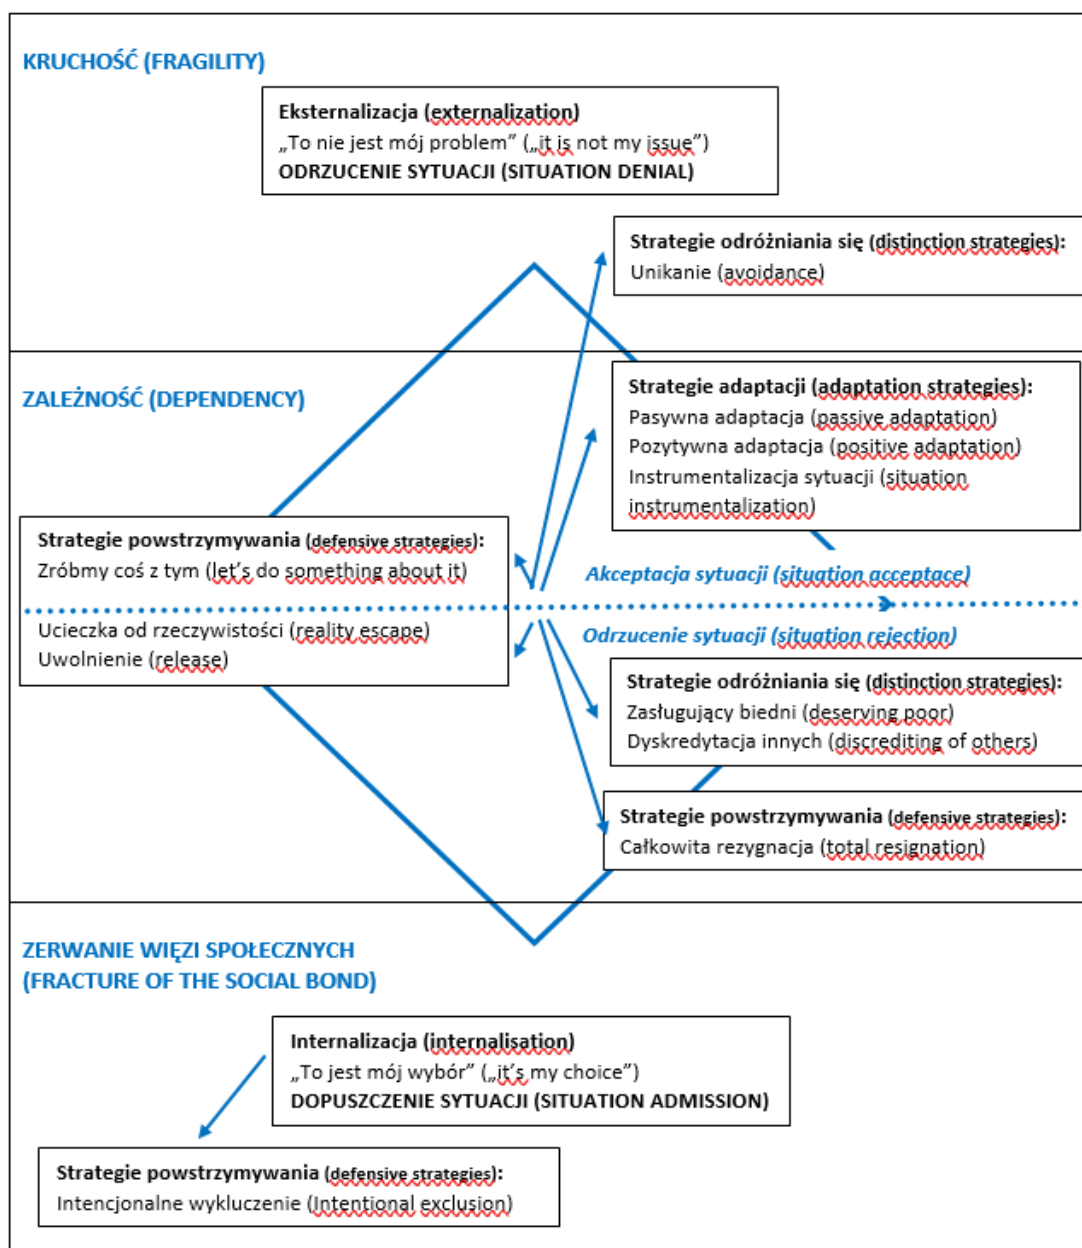 KRUCHOŚĆ (FRAGILITY)
Eksternalizacja (externalization)
„To nie jest mój problem” („it is not my issue”)
ODRZUCENIE SYTUACJI (SITUATION DENIAL)
Strategie odróżniania się (distinction strategies):
Unikanie (avoidance)
ZALEŻNOŚĆ (DEPENDENCY)
Strategie adaptacji (adaptation strategies):
Pasywna adaptacja (passive adaptation)
Pozytywna adaptacja (positive adaptation)
Instrumentalizacja sytuacji (situation
instrumentalization)
Strategie powstrzymywania (defensive strategies):
Zróbmy coś z tym (let’s do something about it)
Akceptacja sytuacji (situation acceptace)
Ucieczka od rzeczywistości (reality escape)
Uwolnienie (release)
Odrzucenie sytuacji (situation rejection)
Strategie odróżniania się (distinction strategies):
Zasługujący biedni (deserving poor)
Dyskredytacja innych (discrediting of others)
Strategie powstrzymywania (defensive strategies):
Całkowita rezygnacja (total resignation)
ZERWANIE WIĘZI SPOŁECZNYCH
(FRACTURE OF THE SOCIAL BOND)
Internalizacja (internalisation)
„To jest mój wybór” („it’s my choice”)
DOPUSZCZENIE SYTUACJI (SITUATION ADMISSION)
Strategie powstrzymywania (defensive strategies):
Intencjonalne wykluczenie (Intentional exclusion)